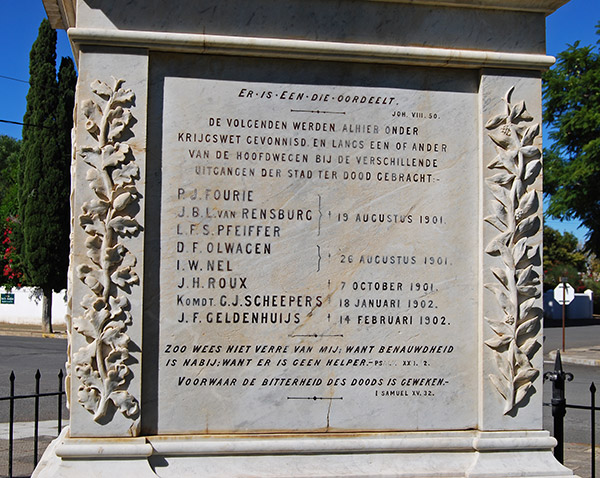 ER·IS·EEN·DIE·OORDEELT.
JOH. VIII. 50.
DE VOLGENDEN WERDEN ALHIER ONDER
KRIJGSWET GEVONNISD, EN LANGS EEN OF ANDER
VAN DE HOOFDWEGEN BIJ DE VERSCHILLENDE
UITGANGEN DER STAD TER DOOD GEBRACHT:-
P. J. FOURIE
J. B. L. VAN RENSBURG † 19 AUGUSTUS 1901.
L. F. S. PFEIFFER
D. F. OLWAGEN
I. W. NEL † 26 AUGUSTUS 1901.
J. H. ROUX † 7 OCTOBER 1901.
KOMDT. G. J. SCHEEPERS † 18 JANUARI 1902.
J. F. GELDENHUIJS † 14 FEBRUARI 1902.
ZOO WEES NIET VERRE VAN MIJ; WANT BENAUWDHEID
IS NABIJ; WANT ER IS GEEN HELPER.- XXII. 2.
VOORWAAR DE BITTERHEID DES DOODS IS GEWEKEN.-
I SAMUEL XV. 32.